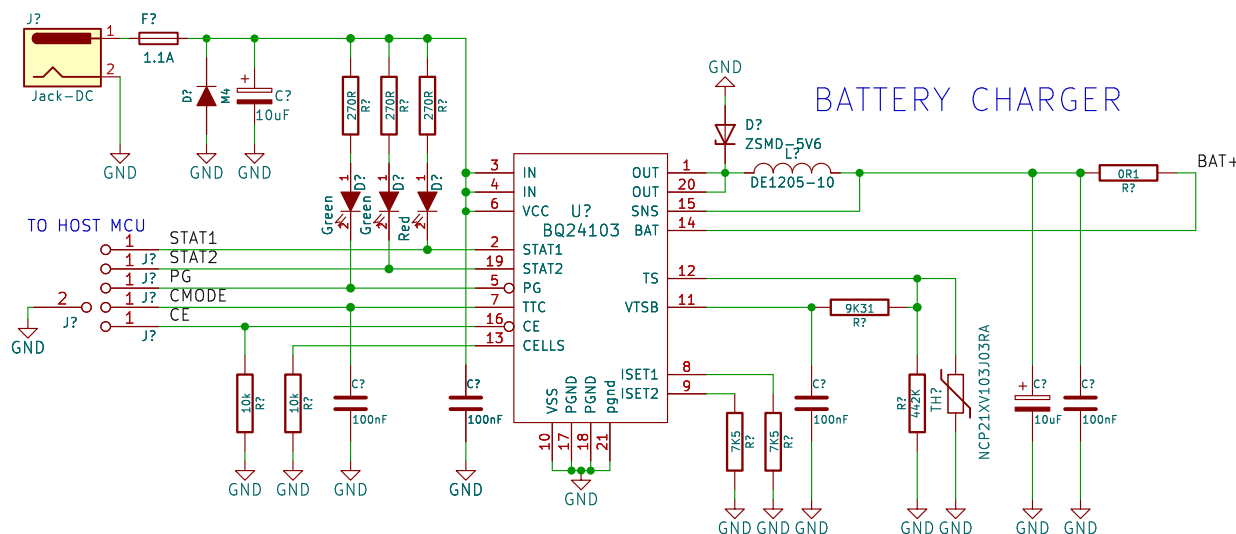 J?
1
2
Jack-DC
F?
1.1A
GND
D?
M4
GND
+
C?
10uF
GND
270R
R?
270R
R?
270R
R?
1
D?
2
Green
1
D?
2
Green
1
D?
2
Red
GND
D?
ZSMD-5V6
L?
DE1205-10
BATTERY CHARGER
0R1
R?
BAT+
TO HOST MCU
1
STAT1
1
J?
STAT2
1
J?
PG
1
J?
CMODE
1
J?
CE
2
J?
GND
U?
BQ24103
3
IN
4
IN
6
VCC
2
STAT1
19
STAT2
5
PG
7
TTC
16
CE
13
CELLS
1
OUT
20
OUT
15
SNS
14
BAT
12
TS
11
VTSB
8
ISET1
9
ISET2
VSS
PGND
PGND
pgnd
10
17
18
21
GND
10k
R?
GND
10k
R?
GND
C?
100nF
GND
C?
100nF
GND
7K5
R?
GND
7K5
R?
GND
C?
100nF
GND
9K31
R?
R?
442K
GND
TH?
NCP21XV103J03RA
GND
+
C?
10uF
GND
C?
100nF
GND